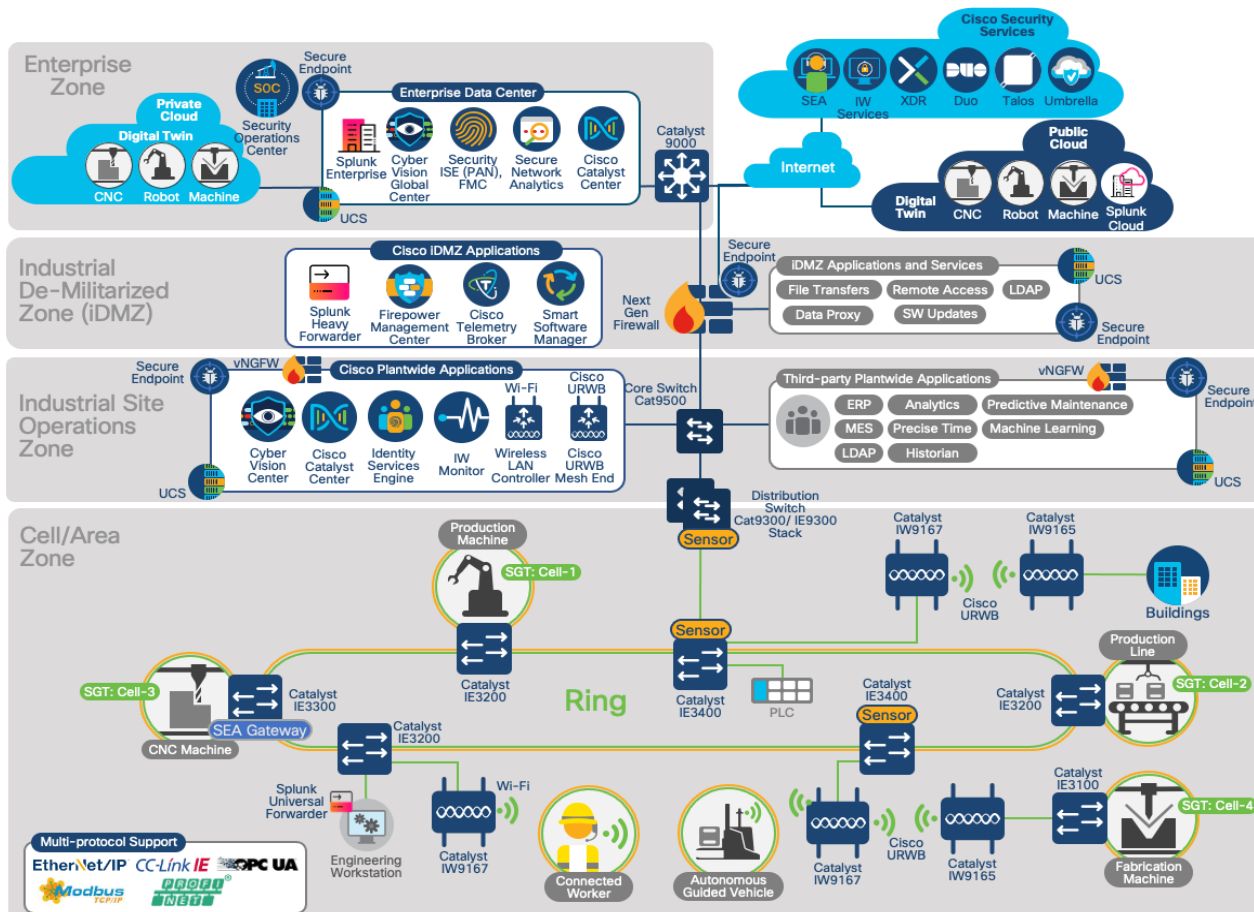 Enterprise
Zone
Private
Cloud
Digital Twin
CNC
Robot
Machine
SOC
Security
Operations
Center
Secure
Endpoint
Enterprise Data Center
Splunk
Enterprise
Cyber
Vision
Global
Center
Security
ISE (PAN),
FMC
Secure
Network
Analytics
Cisco
Catalyst
Center
UCS
Catalyst
9000
Cisco Security
Services
SEA
IW
Services
XDR
Duo
Talos
Umbrella
Internet
Public
Cloud
Digital
Twin
CNC
Robot
Machine
Splunk
Cloud
Industrial
De-Militarized
Zone (iDMZ)
Cisco iDMZ Applications
Splunk
Heavy
Forwarder
Firepower
Management
Center
Cisco
Telemetry
Broker
Smart
Software
Manager
Next
Gen
Firewall
Secure
Endpoint
iDMZ Applications and Services
File Transfers
Remote Access
LDAP
Data Proxy
SW Updates
UCS
Secure
Endpoint
Industrial Site
Operations
Zone
Secure
Endpoint
vNGFW
Cisco Plantwide Applications
Cyber
Vision
Center
Cisco
Catalyst
Center
Identity
Services
Engine
IW
Monitor
Wi-Fi
Wireless
LAN
Controller
Cisco
URWB
Cisco
URWB
Mesh End
UCS
Core Switch
Cat9500
Third-party Plantwide Applications
vNGFW
ERP
Analytics
Predictive Maintenance
MES
Precise Time
Machine Learning
LDAP
Historian
Secure
Endpoint
UCS
Cell/Area
Zone
Distribution
Switch
Cat9300/ IE9300
Stack
Sensor
Production
Machine
SGT: Cell-1
Catalyst
IE3200
Catalyst
IW9167
Cisco
URWB
Catalyst
IW9165
Buildings
Sensor
Catalyst
IE3400
PLC
Ring
SGT: Cell-3
CNC Machine
Catalyst
IE3300
SEA Gateway
Catalyst
IE3200
Catalyst
IE3400
Sensor
Production
Line
Catalyst
IE3200
SGT: Cell-2
Splunk
Universal
Forwarder
Engineering
Workstation
Wi-Fi
Catalyst
IW9167
Connected
Worker
Autonomous
Guided Vehicle
Catalyst
IW9167
Cisco
URWB
Catalyst
IW9165
Catalyst
IE3100
SGT: Cell-4
Fabrication
Machine
Multi-protocol Support
EtherNet/IP
CC-Link IE
OPC UA
Modbus
TCP/IP
PROFI
NET®